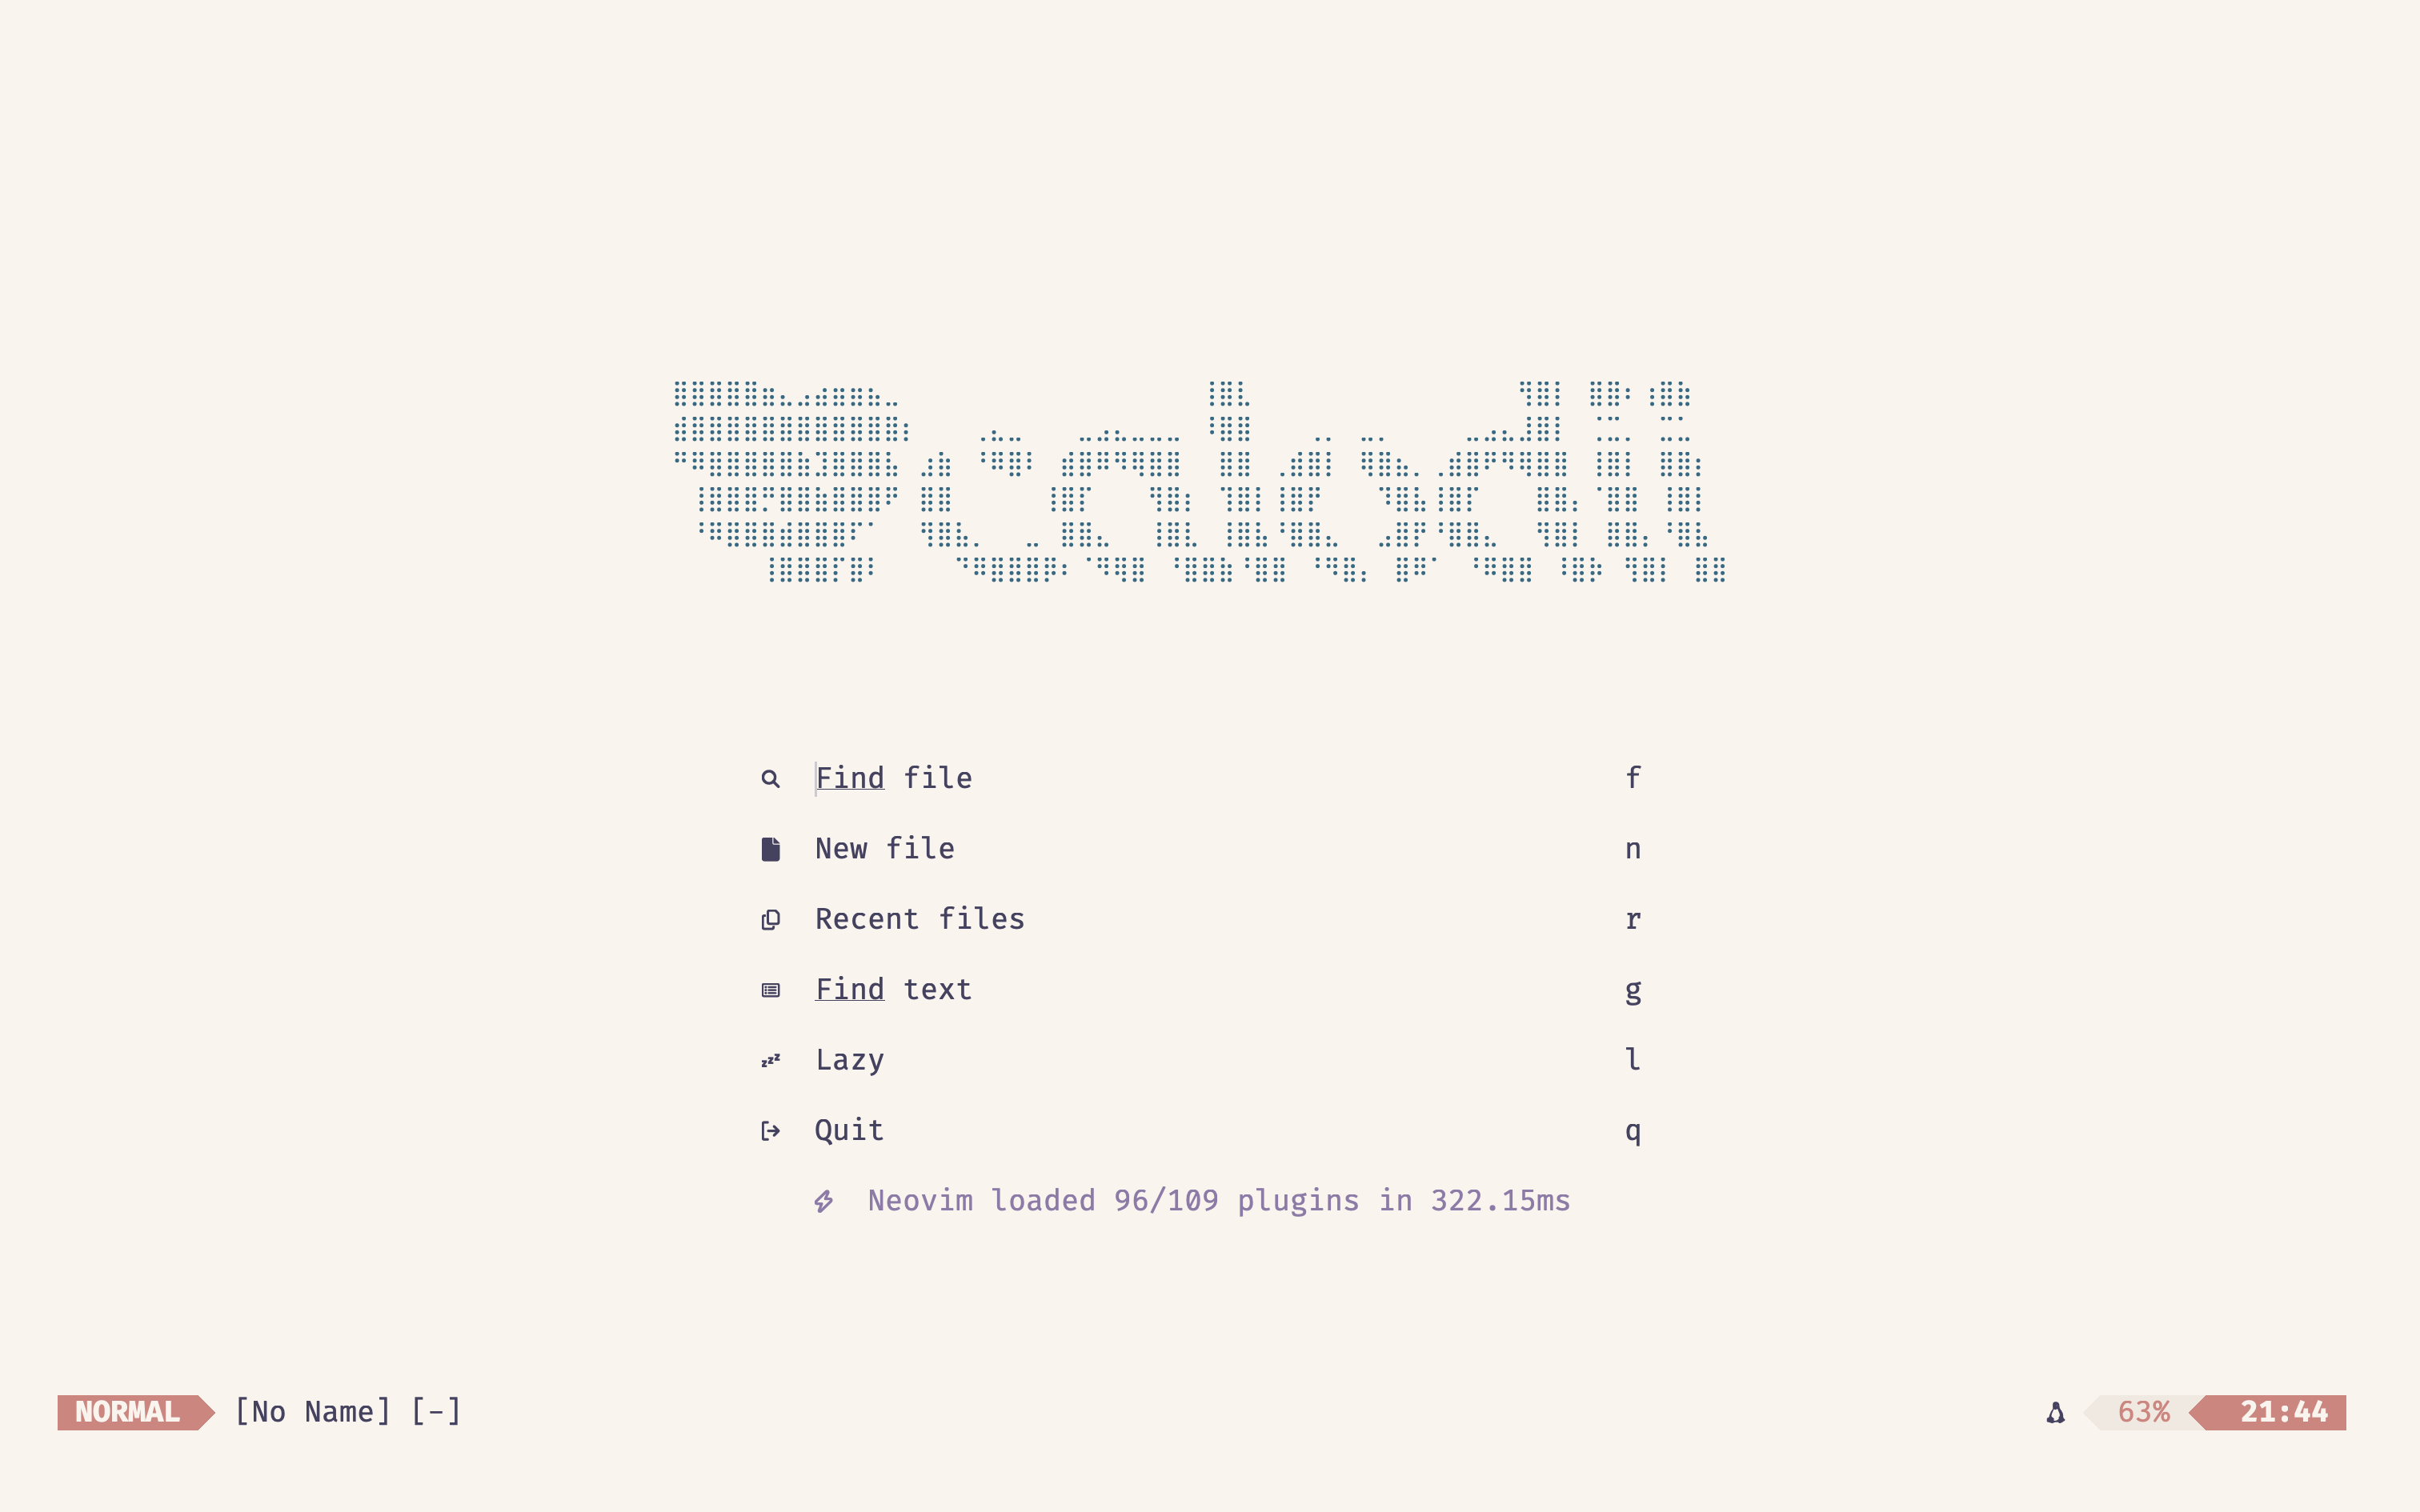 Find file f
New file n
Recent files r
Find text g
Lazy l
Quit q
Neovim loaded 96/109 plugins in 322.15ms
NORMAL [No Name] [-] 63% 21:44